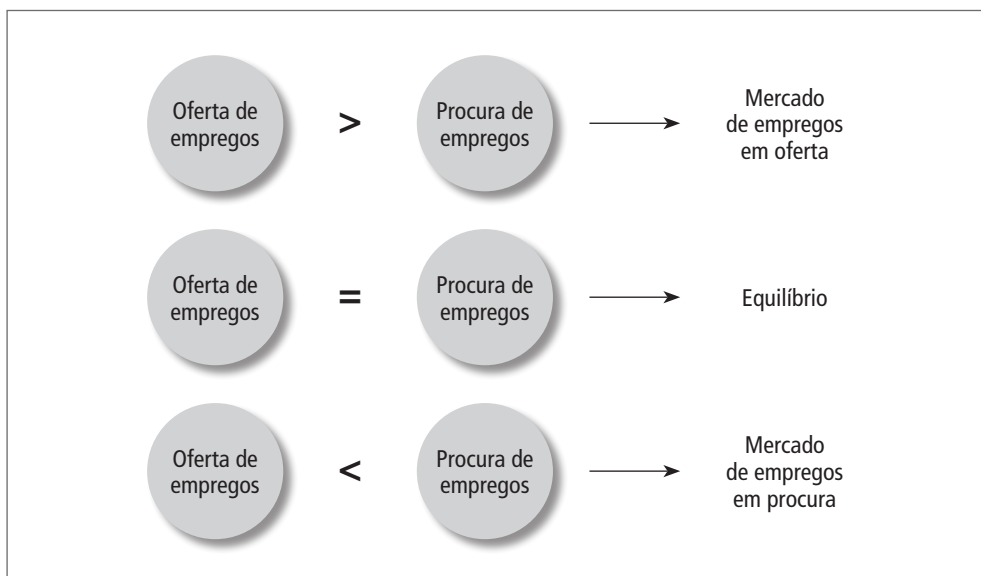 Oferta de
empregos
>
Procura de
empregos
Mercado
de empregos
em oferta
Oferta de
empregos
=
Procura de
empregos
Equilíbrio
Oferta de
empregos
<
Procura de
empregos
Mercado
de empregos
em procura